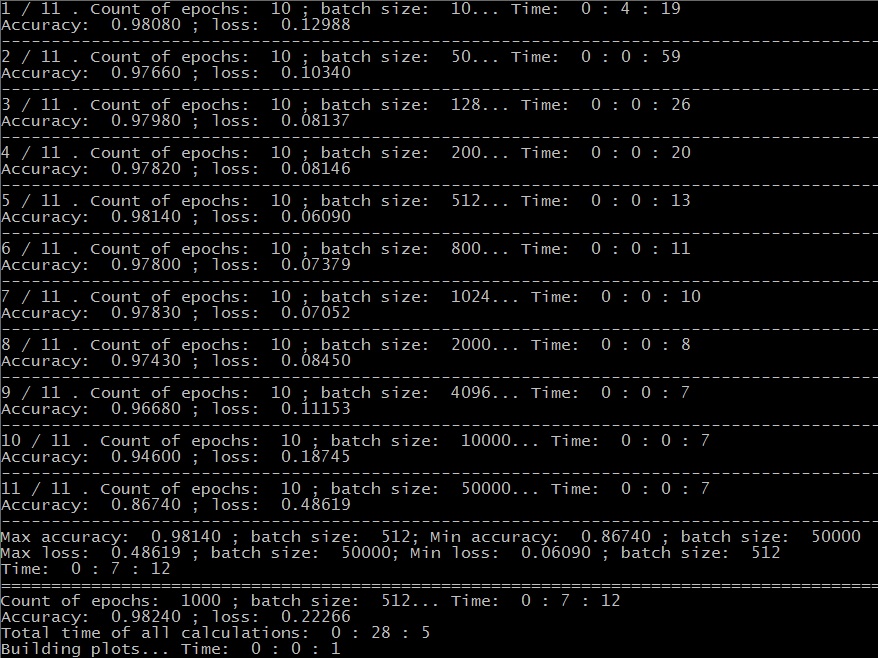 1 / 11 . Count of epochs:  10 ; batch size:  10... Time:  0 : 4 : 19
Accuracy:  0.98080 ; loss:  0.12988
2 / 11 . Count of epochs:  10 ; batch size:  50... Time:  0 : 0 : 59
Accuracy:  0.97660 ; loss:  0.10340
3 / 11 . Count of epochs:  10 ; batch size:  128... Time:  0 : 0 : 26
Accuracy:  0.97980 ; loss:  0.08137
4 / 11 . Count of epochs:  10 ; batch size:  200... Time:  0 : 0 : 20
Accuracy:  0.97820 ; loss:  0.08146
5 / 11 . Count of epochs:  10 ; batch size:  512... Time:  0 : 0 : 13
Accuracy:  0.98140 ; loss:  0.06090
6 / 11 . Count of epochs:  10 ; batch size:  800... Time:  0 : 0 : 11
Accuracy:  0.97800 ; loss:  0.07379
7 / 11 . Count of epochs:  10 ; batch size:  1024... Time:  0 : 0 : 10
Accuracy:  0.97830 ; loss:  0.07052
8 / 11 . Count of epochs:  10 ; batch size:  2000... Time:  0 : 0 : 8
Accuracy:  0.97430 ; loss:  0.08450
9 / 11 . Count of epochs:  10 ; batch size:  4096... Time:  0 : 0 : 7
Accuracy:  0.96680 ; loss:  0.11153
10 / 11 . Count of epochs:  10 ; batch size:  10000... Time:  0 : 0 : 7
Accuracy:  0.94600 ; loss:  0.18745
11 / 11 . Count of epochs:  10 ; batch size:  50000... Time:  0 : 0 : 7
Accuracy:  0.86740 ; loss:  0.48619
Max accuracy:  0.98140 ; batch size:  512; Min accuracy:  0.86740 ; batch size:  50000
Max loss:  0.48619 ; batch size:  50000; Min loss:  0.06090 ; batch size:  512
Time:  0 : 7 : 12
Count of epochs:  1000 ; batch size:  512... Time:  0 : 7 : 12
Accuracy:  0.98240 ; loss:  0.22266
Total time of all calculations:  0 : 28 : 5
Building plots... Time:  0 : 0 : 1